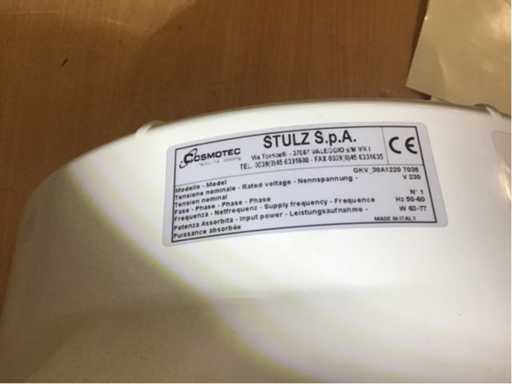 COSMOTEC
STULZ S.p.A.
Via Torricelli - 37067 VALEGGIO s/M (VR)
TEL. 0039(0)45 6331600 - FAX 0039(0)45 6331635
CE
Modello - Model GKV_30A1220 7036
Tensione nominale - Rated voltage - Nennspannung - V 230
Tension nominal
Fase - Phase - Phase - Phase N° 1
Frequenza - Netfrequenz - Supply frequency - Frequence Hz 50-60
Potenza Assorbita - Input power - Leistungsaufnahme - W 60-77
Puissance absorbée
MADE IN ITALY